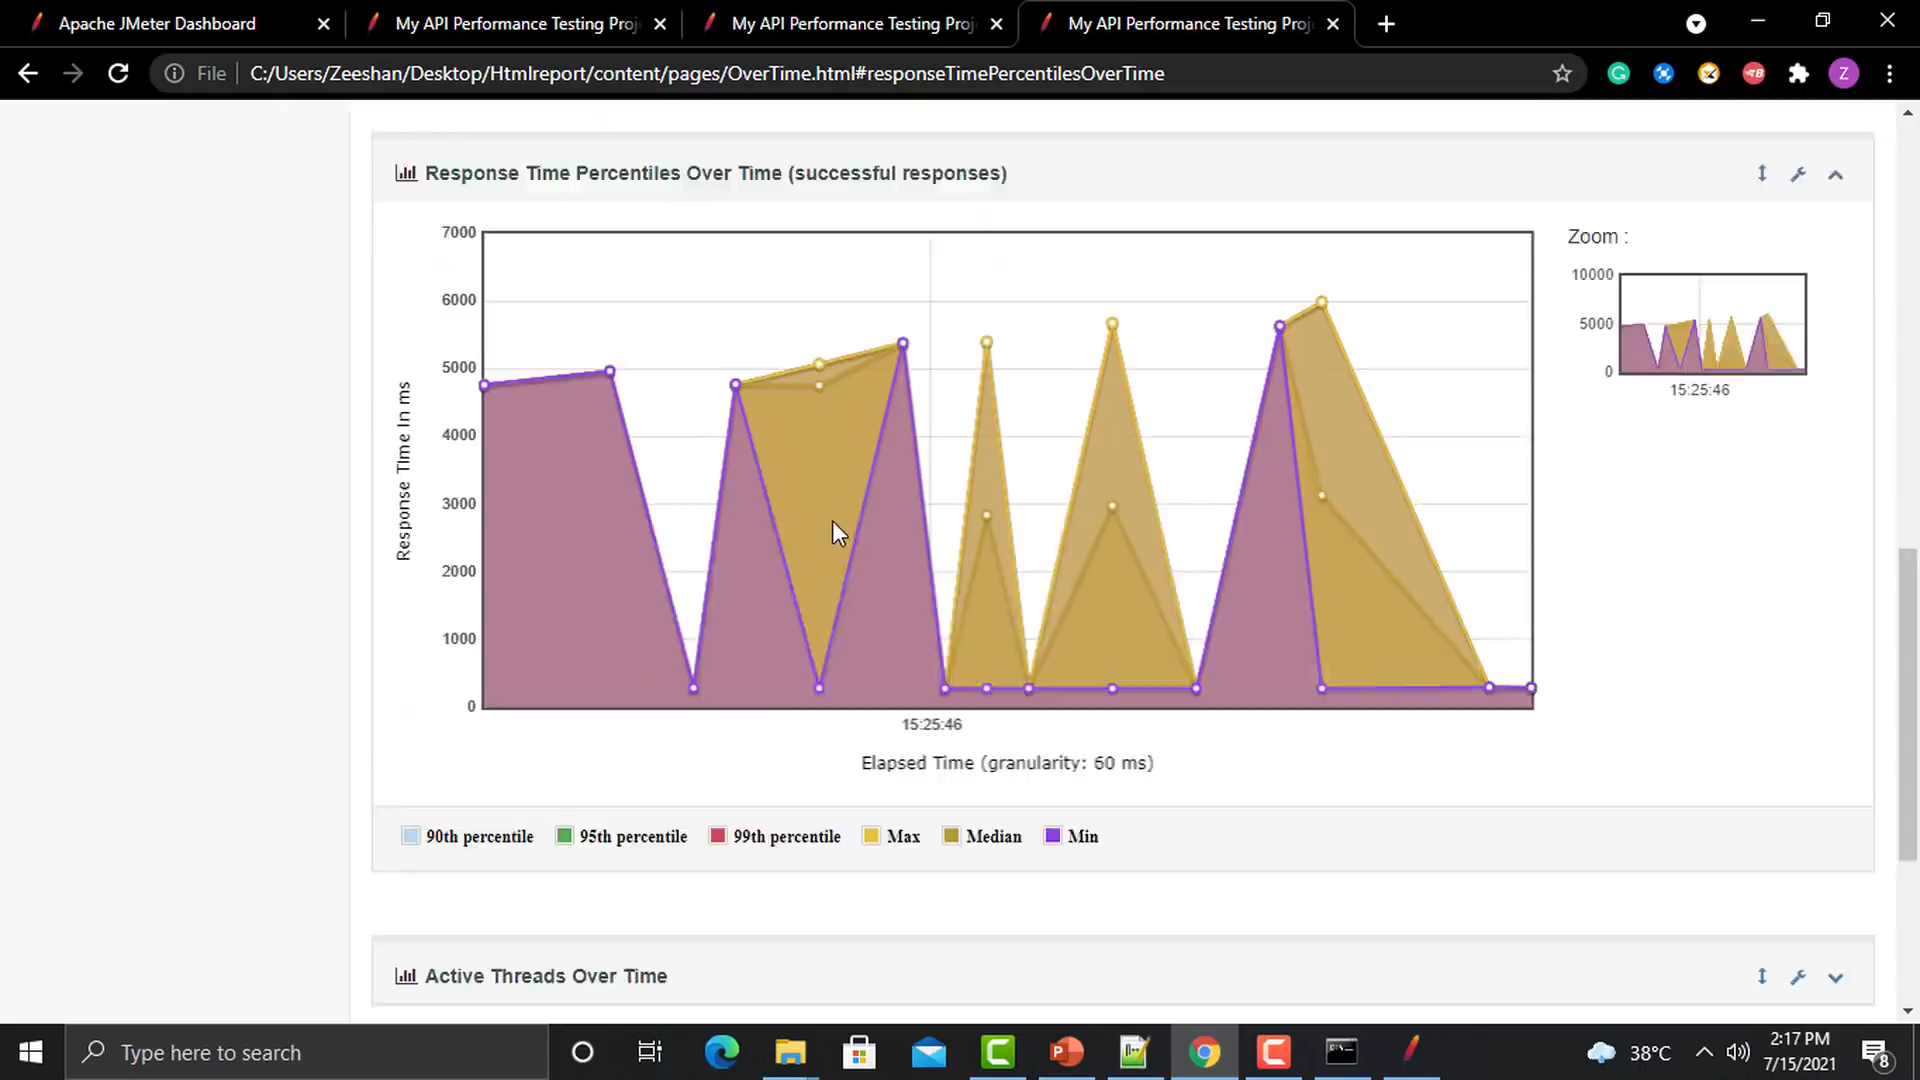 Apache JMeter Dashboard
My API Performance Testing Proj
My API Performance Testing Proj
My API Performance Testing Proj
File
C:/Users/Zeeshan/Desktop/Htmlreport/content/pages/OverTime.html#responseTimePercentilesOverTime
Z
Response Time Percentiles Over Time (successful responses)
7000
6000
5000
4000
3000
2000
1000
0
Response Time In ms
15:25:46
Elapsed Time (granularity: 60 ms)
Zoom :
10000
5000
0
15:25:46
90th percentile
95th percentile
99th percentile
Max
Median
Min
Active Threads Over Time
Type here to search
38°C
2:17 PM
7/15/2021
8